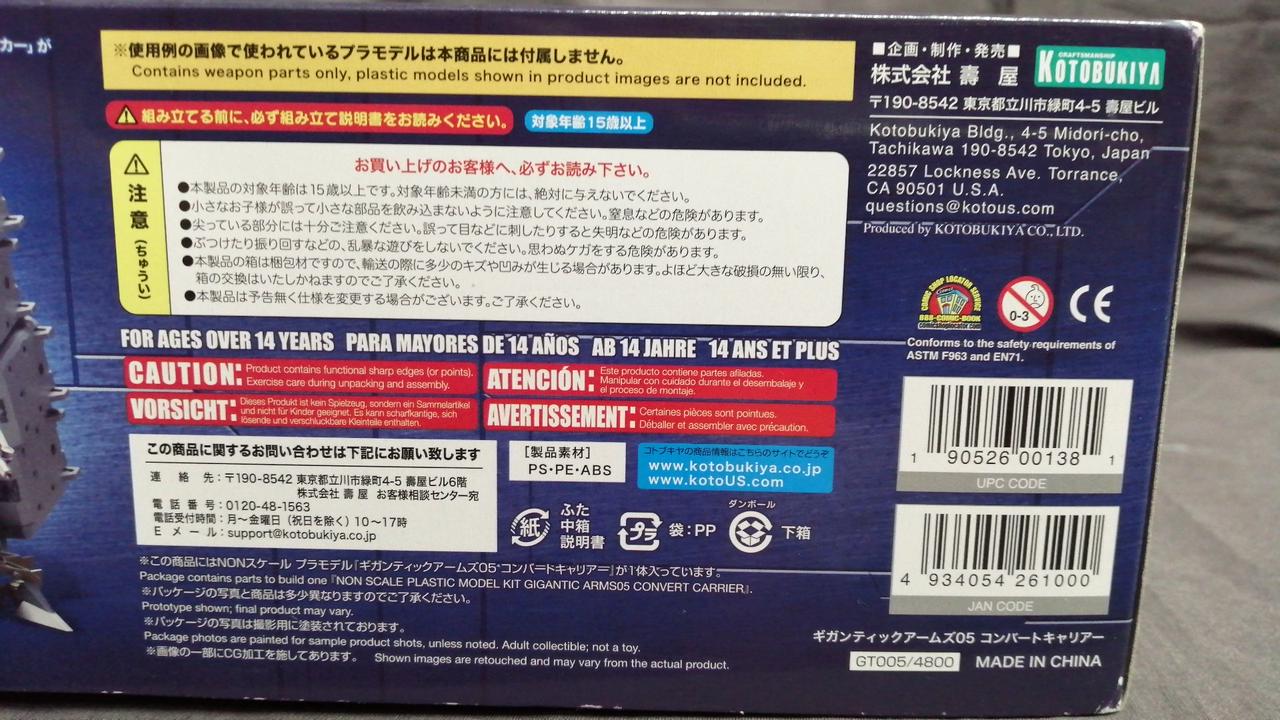 カー」が
※使用例の画像で使われているプラモデルは本商品には付属しません。
Contains weapon parts only, plastic models shown in product images are not included.
組み立てる前に、必ず組み立て説明書をお読みください。
対象年齢15歳以上
注意(ちゅうい)
お買い上げのお客様へ、必ずお読み下さい。
●本製品の対象年齢は15歳以上です。対象年齢未満の方には、絶対に与えないでください。
●小さなお子様が誤って小さな部品を飲み込まないように注意してください。窒息などの危険があります。
●尖っている部分には十分ご注意ください。誤って目などに刺したりすると失明などの危険があります。
●ぶつけたり振り回すなどの、乱暴な遊びをしないでください。思わぬケガをする危険があります。
●本製品の箱は梱包材ですので、輸送の際に多少のキズや凹みが生じる場合があります。よほど大きな破損の無い限り、
箱の交換はいたしかねますのでご了承ください。
●本製品は予告無く仕様を変更する場合がございます。ご了承ください。
FOR AGES OVER 14 YEARS PARA MAYORES DE 14 AÑOS AB 14 JAHRE 14 ANS ET PLUS
CAUTION: Product contains functional sharp edges (or points).
Exercise care during unpacking and assembly.
ATENCIÓN: Este producto contiene partes afiladas.
Manipular con cuidado durante el desembalaje y
el proceso de montaje.
VORSICHT: Dieses Produkt ist kein Spielzeug, sondern ein Sammelartikel
und nicht für Kinder geeignet. Es kann scharfkantige, sich
lösende und verschluckbare Kleinteile enthalten.
AVERTISSEMENT: Certaines pièces sont pointues.
Déballer et assembler avec précaution.
この商品に関するお問い合わせは下記にお願い致します
連絡先:〒190-8542 東京都立川市緑町4-5 壽屋ビル6階
株式会社 壽屋 お客様相談センター宛
電話番号:0120-48-1563
電話受付時間:月〜金曜日(祝日を除く)10〜17時
Eメール:support@kotobukiya.co.jp
[製品素材]
PS・PE・ABS
コトブキヤの商品情報はこちらのサイトでどうぞ
www.kotobukiya.co.jp
www.kotoUS.com
紙
ふた
中箱
説明書
プラ
袋:PP
ダンボール
下箱
※この商品にはNONスケール プラモデル『ギガンティックアームズ05 コンバートキャリアー』が1体入っています。
Package contains parts to build one『NON SCALE PLASTIC MODEL KIT GIGANTIC ARMS05 CONVERT CARRIER』.
※パッケージの写真と商品は多少異なりますのでご了承ください。
Prototype shown; final product may vary.
※パッケージの写真は撮影用に塗装されております。
Package photos are painted for sample product shots, unless noted. Adult collectible; not a toy.
※画像の一部にCG加工を施してあります。 Shown images are retouched and may vary from the actual product.
■企画・制作・発売■
株式会社 壽 屋
CRAFTSMANSHIP
KOTOBUKIYA
〒190-8542 東京都立川市緑町4-5 壽屋ビル
Kotobukiya Bldg., 4-5 Midori-cho,
Tachikawa 190-8542 Tokyo, Japan
22857 Lockness Ave. Torrance,
CA 90501 U.S.A.
questions@kotous.com
Produced by KOTOBUKIYA CO., LTD.
COMIC SHOP LOCATOR SERVICE
888-COMIC-BOOK
comicshoplocator.com
0-3
CE
Conforms to the safety requirements of
ASTM F963 and EN71.
1 90526 00138 1
UPC CODE
4 934054 261000
JAN CODE
ギガンティックアームズ05 コンバートキャリアー
GT005/4800 MADE IN CHINA